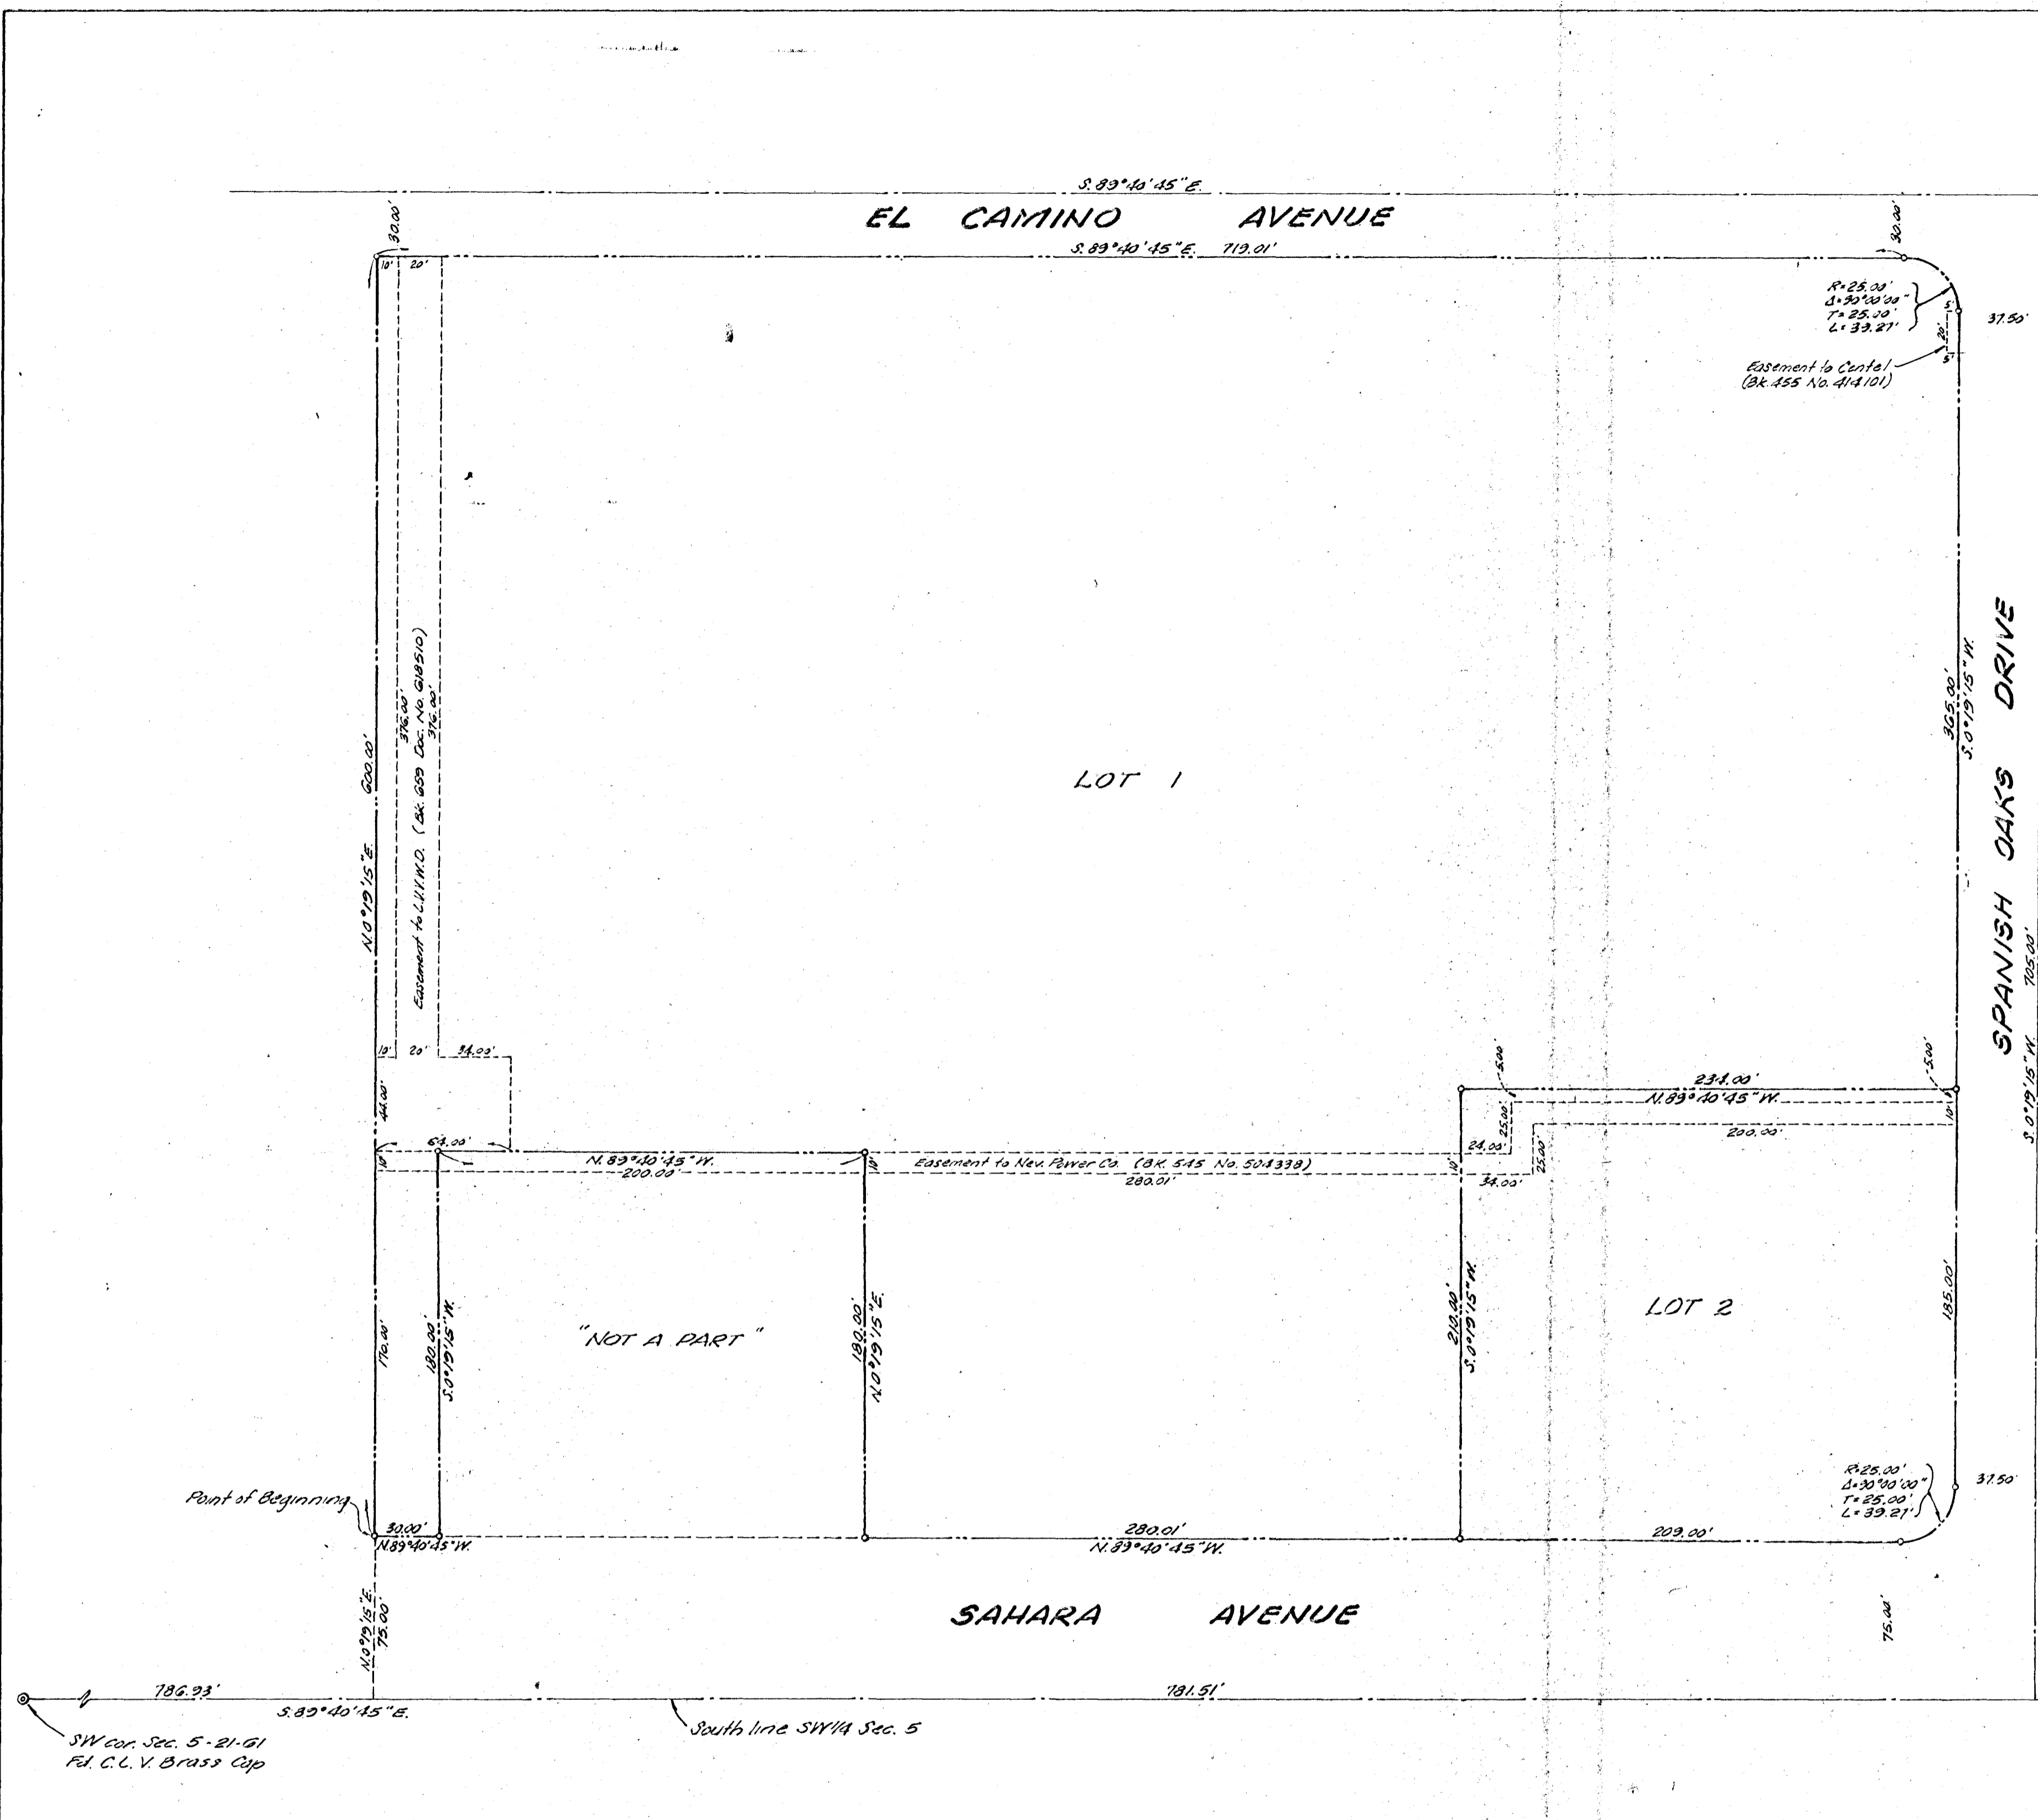 S.89°40'45"E.
EL CAMINO AVENUE
S.89°40'45"E. 719.01'
30.00'
10' 20'
30.00'
R=25.00'
Δ=90°00'00"
T=25.00'
L=39.27'
5'
20'
5'
37.50'
Easement to Centel
(Bk. 455 No. 414101)
N.0°19'15"E. 600.00'
376.00'
Easement to L.V.V.W.D. (Bk. 659 Doc. No. 618510)
376.00'
LOT 1
365.00'
S.0°19'15"W.
SPANISH OAKS DRIVE
S.0°19'15"W. 705.00'
10' 20' 34.00'
44.00'
64.00'
10'
N.89°40'45"W.
200.00'
10'
Easement to Nev. Power Co. (BK. 545 No. 504338)
280.01'
10'
24.00'
34.00'
25.00'
25.00'
5.00'
234.00'
N.89°40'45"W.
5.00'
10'
200.00'
170.00'
180.00'
S.0°19'15"W.
"NOT A PART"
180.00'
N.0°19'15"E.
210.00'
S.0°19'15"W.
LOT 2
185.00'
R=25.00'
Δ=90°00'00"
T=25.00'
L=39.27'
37.50'
Point of Beginning
30.00'
N.89°40'45"W.
280.01'
N.89°40'45"W.
209.00'
N.0°19'15"E.
75.00'
SAHARA AVENUE
75.00'
786.93'
S.89°40'45"E.
781.51'
South line SW1/4 Sec. 5
SW cor. Sec. 5-21-61
Fd. C.L.V. Brass Cap